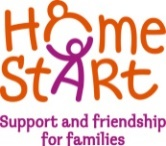 HOME
StARt
Support and friendship
for families